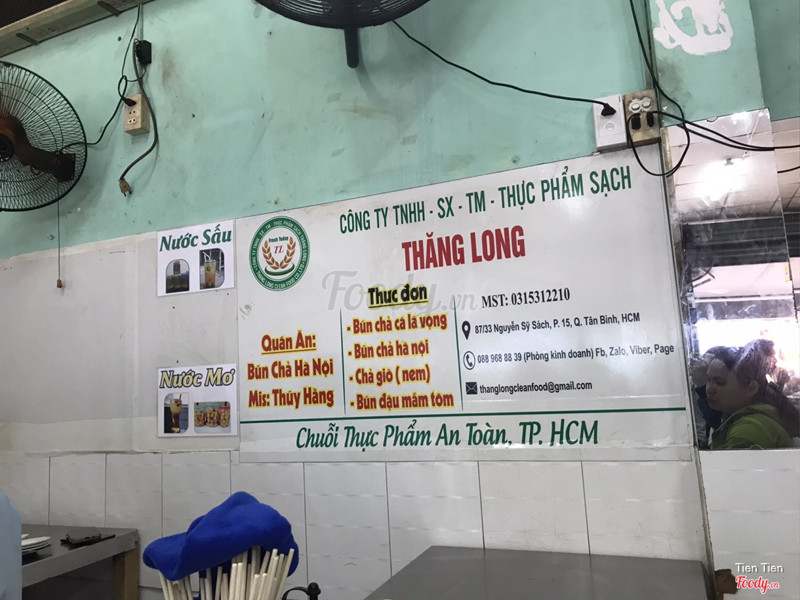 Nước Sấu
Nước Mơ
CÔNG TY TNHH - SX - TM - THỰC PHẨM SẠCH
THĂNG LONG
TL
Quán Ăn:
Bún Chả Hà Nội
Mis: Thúy Hằng
Thực đơn
- Bún chả cá lã vọng
- Bún chả hà nội
- Chả giò ( nem)
- Bún đậu mắm tôm
MST: 0315312210
87/33 Nguyễn Sỹ Sách, P. 15, Q. Tân Bình, HCM
088 968 88 39 (Phòng kinh doanh) Fb, Zalo, Viber, Page
thanglongcleanfood@gmail.com
Chuỗi Thực Phẩm An Toàn, TP. HCM
Foody.vn
Tien Tien
Foody.vn